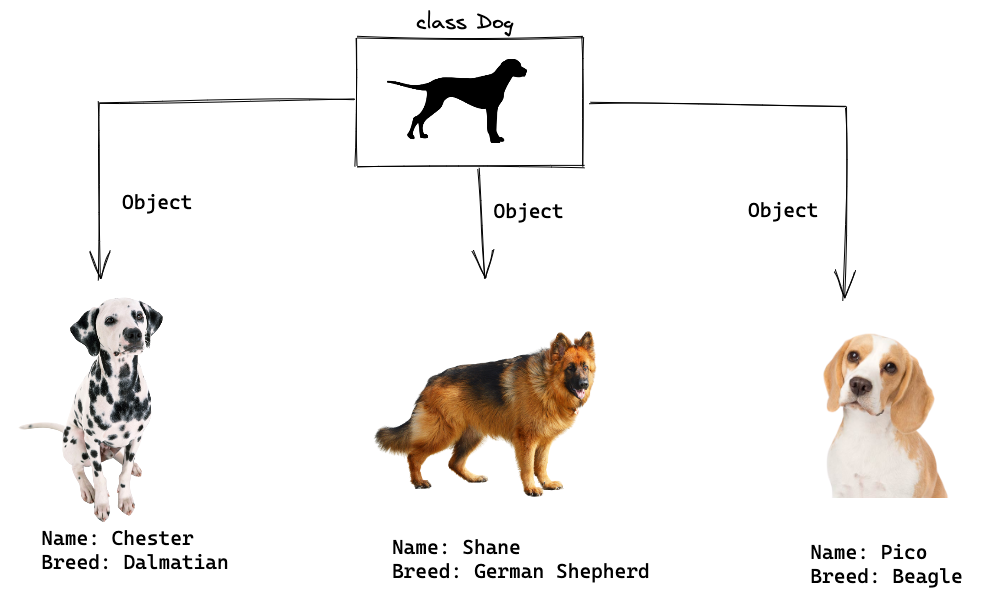 class Dog
Object
Object
Object
Name: Chester
Breed: Dalmatian
Name: Shane
Breed: German Shepherd
Name: Pico
Breed: Beagle